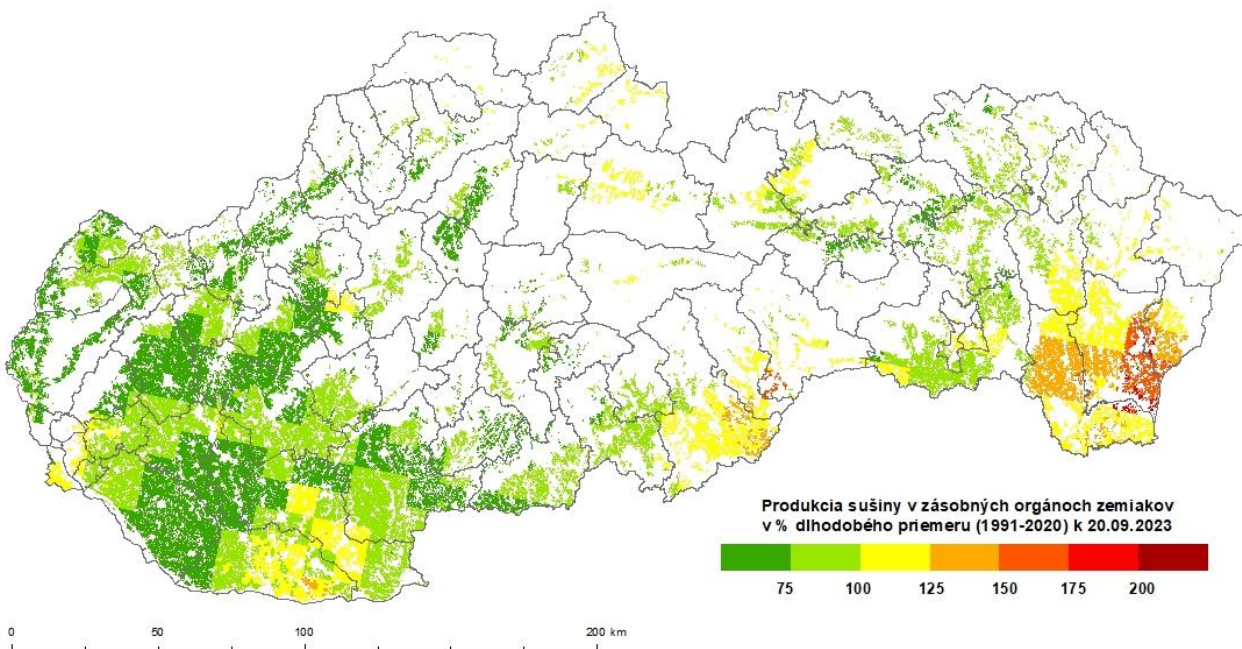 Produkcia sušiny v zásobných orgánoch zemiakov
v % dlhodobého priemeru (1991-2020) k 20.09.2023
75 100 125 150 175 200
0 50 100 200 km